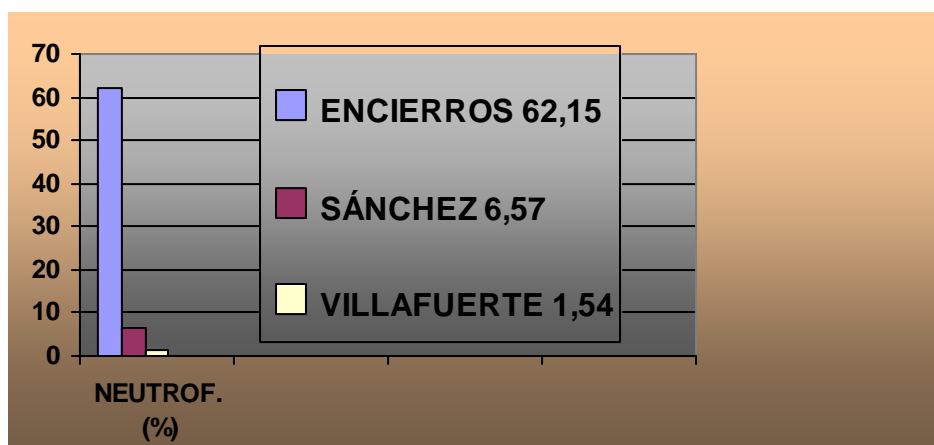 70
60
50
40
30
20
10
0
ENCIERROS 62,15
SÁNCHEZ 6,57
VILLAFUERTE 1,54
NEUTROF.
(%)